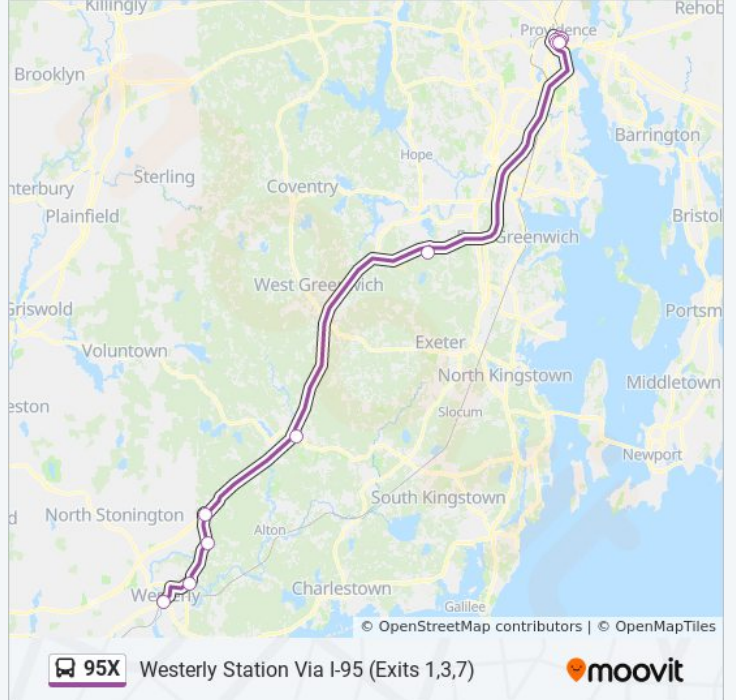 Killingly
Rehob
Providence
Brooklyn
Barrington
Hope
Sterling
nterbury
Coventry
Plainfield
Bristol
Greenwich
West Greenwich
Griswold
Portsm
Exeter
Voluntown
North Kingstown
Middletown
eston
Slocum
Newport
South Kingstown
d
North Stonington
Alton
Charlestown
Westerly
Galilee
© OpenStreetMap contributors | © OpenMapTiles
95X Westerly Station Via I-95 (Exits 1,3,7) moovit